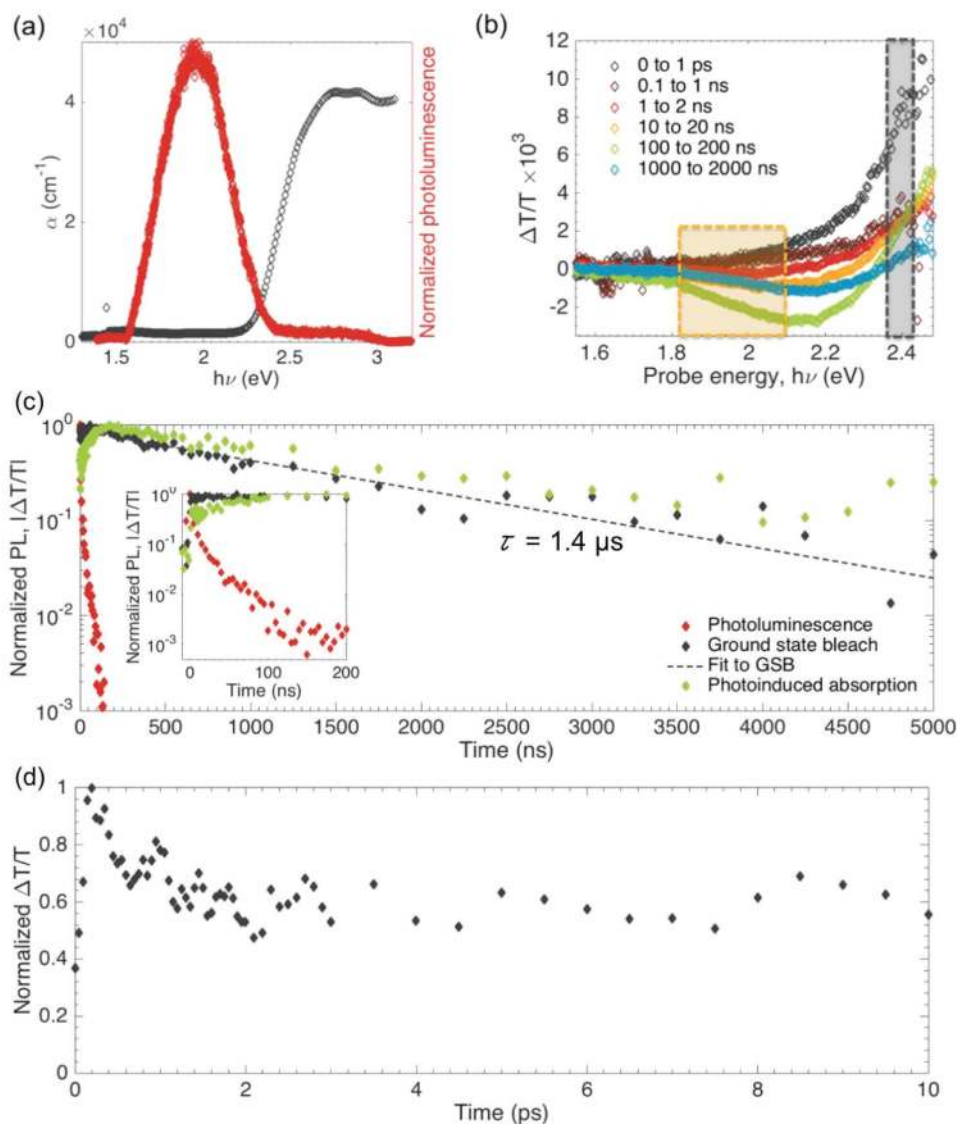 (a)
×10⁴
4
2
0
α (cm⁻¹)
Normalized photoluminescence
1.5 2 2.5 3
hν (eV)
(b)
12
10
8
6
4
2
0
-2
ΔT/T ×10³
0 to 1 ps
0.1 to 1 ns
1 to 2 ns
10 to 20 ns
100 to 200 ns
1000 to 2000 ns
1.6 1.8 2 2.2 2.4
Probe energy, hν (eV)
(c)
10⁰
10⁻¹
10⁻²
10⁻³
Normalized PL, |ΔT/T|
10⁰
10⁻¹
10⁻²
10⁻³
Normalized PL, |ΔT/T|
0 100 200
Time (ns)
τ = 1.4 μs
Photoluminescence
Ground state bleach
Fit to GSB
Photoinduced absorption
0 500 1000 1500 2000 2500 3000 3500 4000 4500 5000
Time (ns)
(d)
1
0.8
0.6
0.4
0.2
0
Normalized ΔT/T
0 2 4 6 8 10
Time (ps)